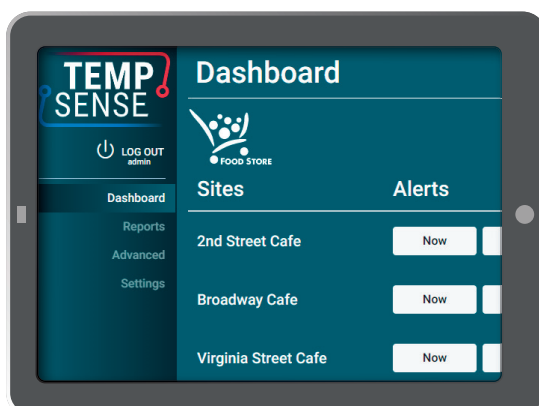 TEMP
SENSE
LOG OUT
admin
Dashboard
Reports
Advanced
Settings
Dashboard
FOOD STORE
Sites Alerts
2nd Street Cafe Now
Broadway Cafe Now
Virginia Street Cafe Now